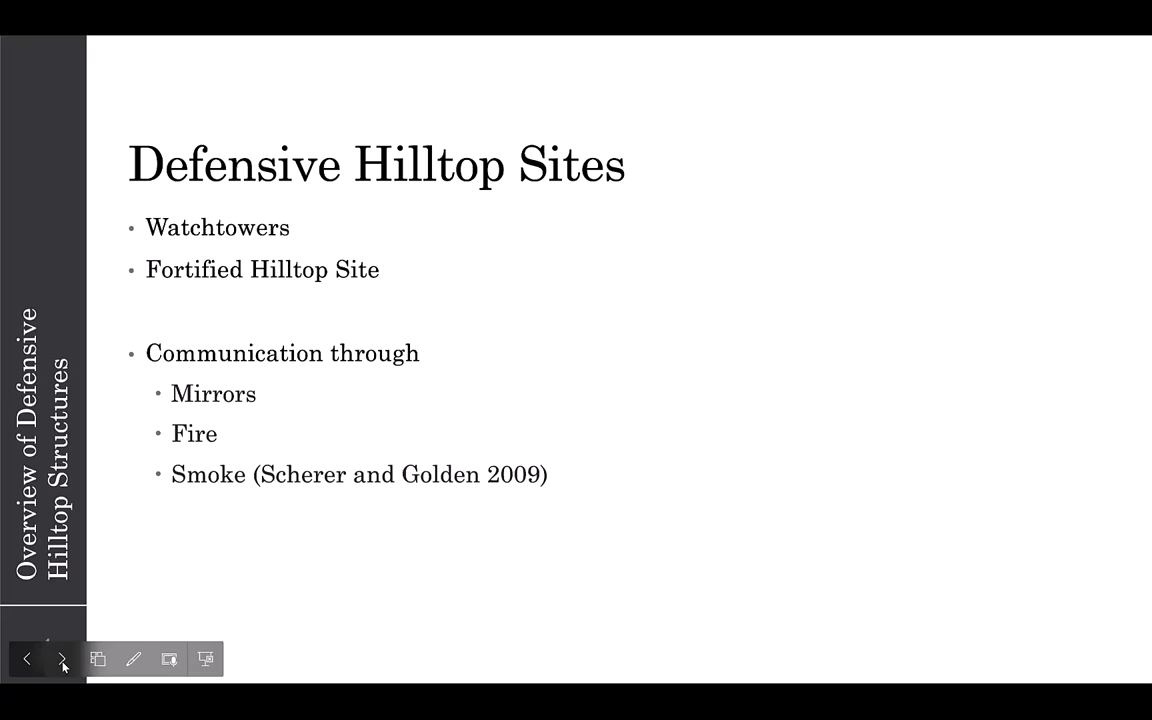 Overview of Defensive
Hilltop Structures
Defensive Hilltop Sites
• Watchtowers
• Fortified Hilltop Site
• Communication through
• Mirrors
• Fire
• Smoke (Scherer and Golden 2009)